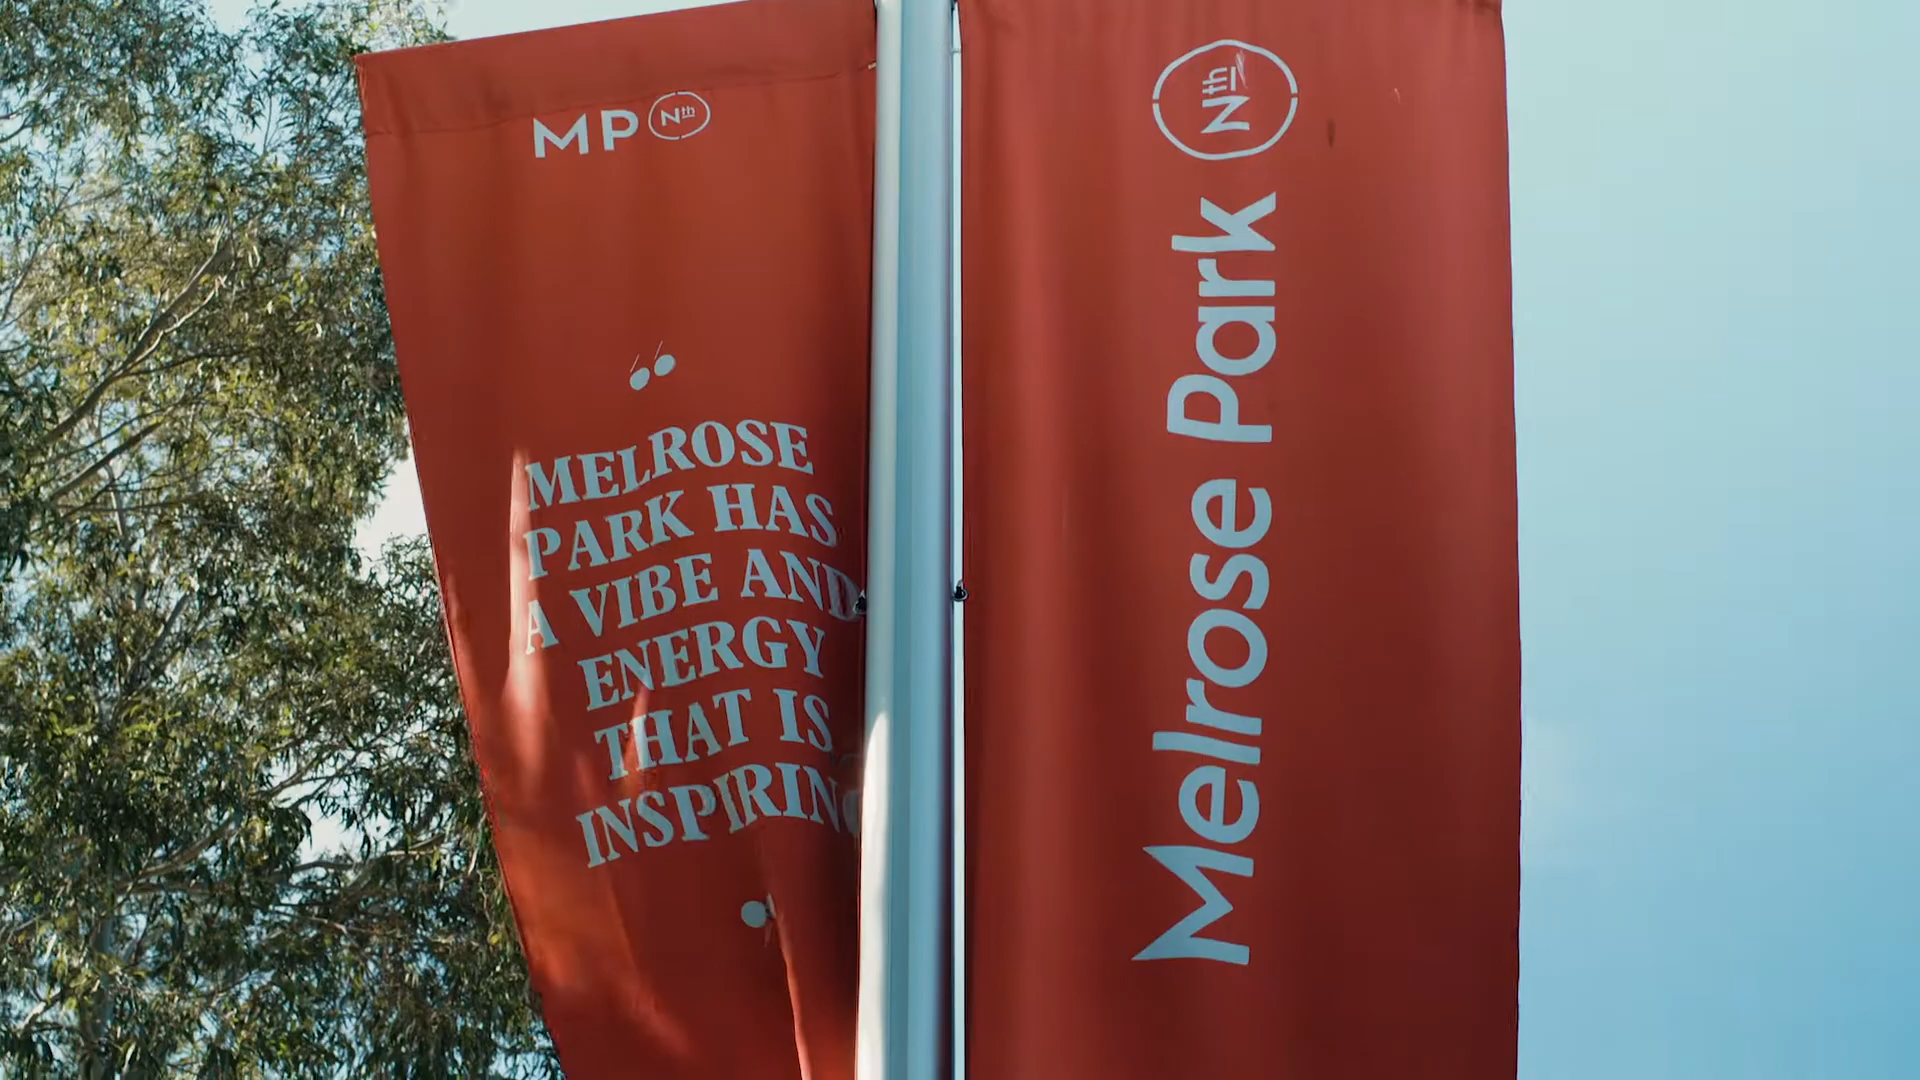 MP Nth
“
MELROSE
PARK HAS
A VIBE AND
ENERGY
THAT IS
INSPIRING
Melrose Park Nth